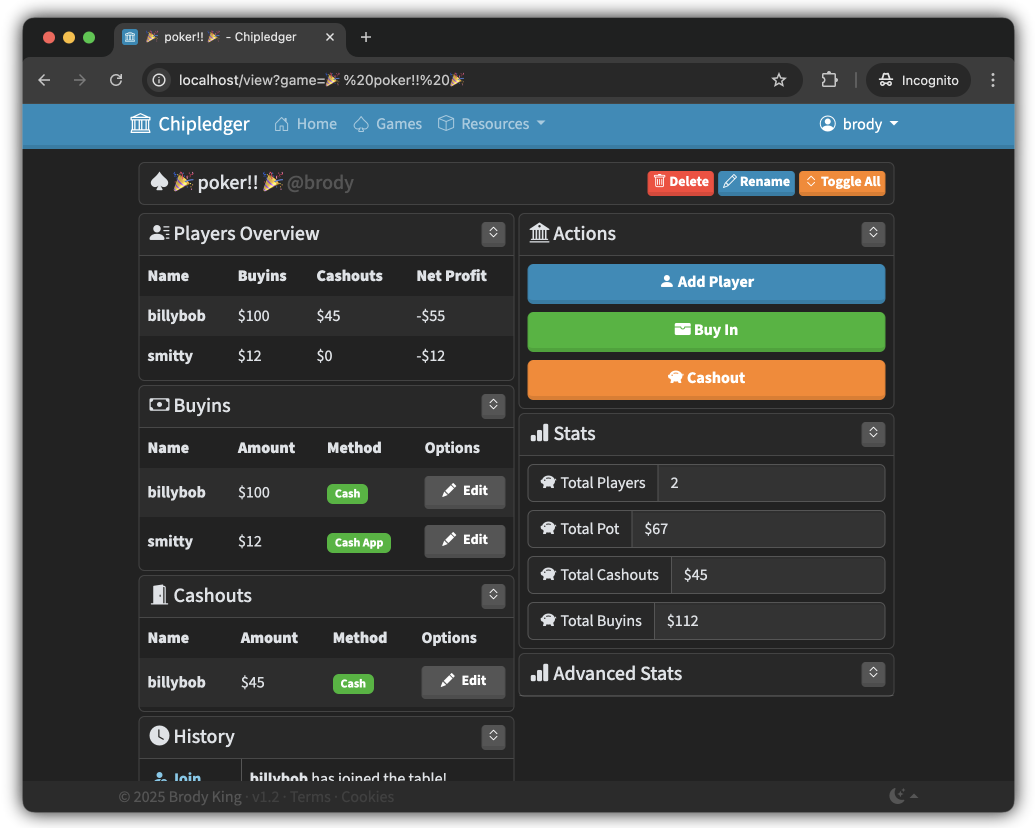 🎉 poker!! 🎉 - Chipledger
localhost/view?game=🎉%20poker!!%20🎉
Incognito
Chipledger Home Games Resources brody
🎉 poker!! 🎉 @brody
Delete Rename Toggle All
Players Overview
Name Buyins Cashouts Net Profit
billybob $100 $45 -$55
smitty $12 $0 -$12
Buyins
Name Amount Method Options
billybob $100 Cash Edit
smitty $12 Cash App Edit
Cashouts
Name Amount Method Options
billybob $45 Cash Edit
History
Join billybob has joined the table!
Actions
Add Player
Buy In
Cashout
Stats
Total Players 2
Total Pot $67
Total Cashouts $45
Total Buyins $112
Advanced Stats
© 2025 Brody King · v1.2 · Terms · Cookies